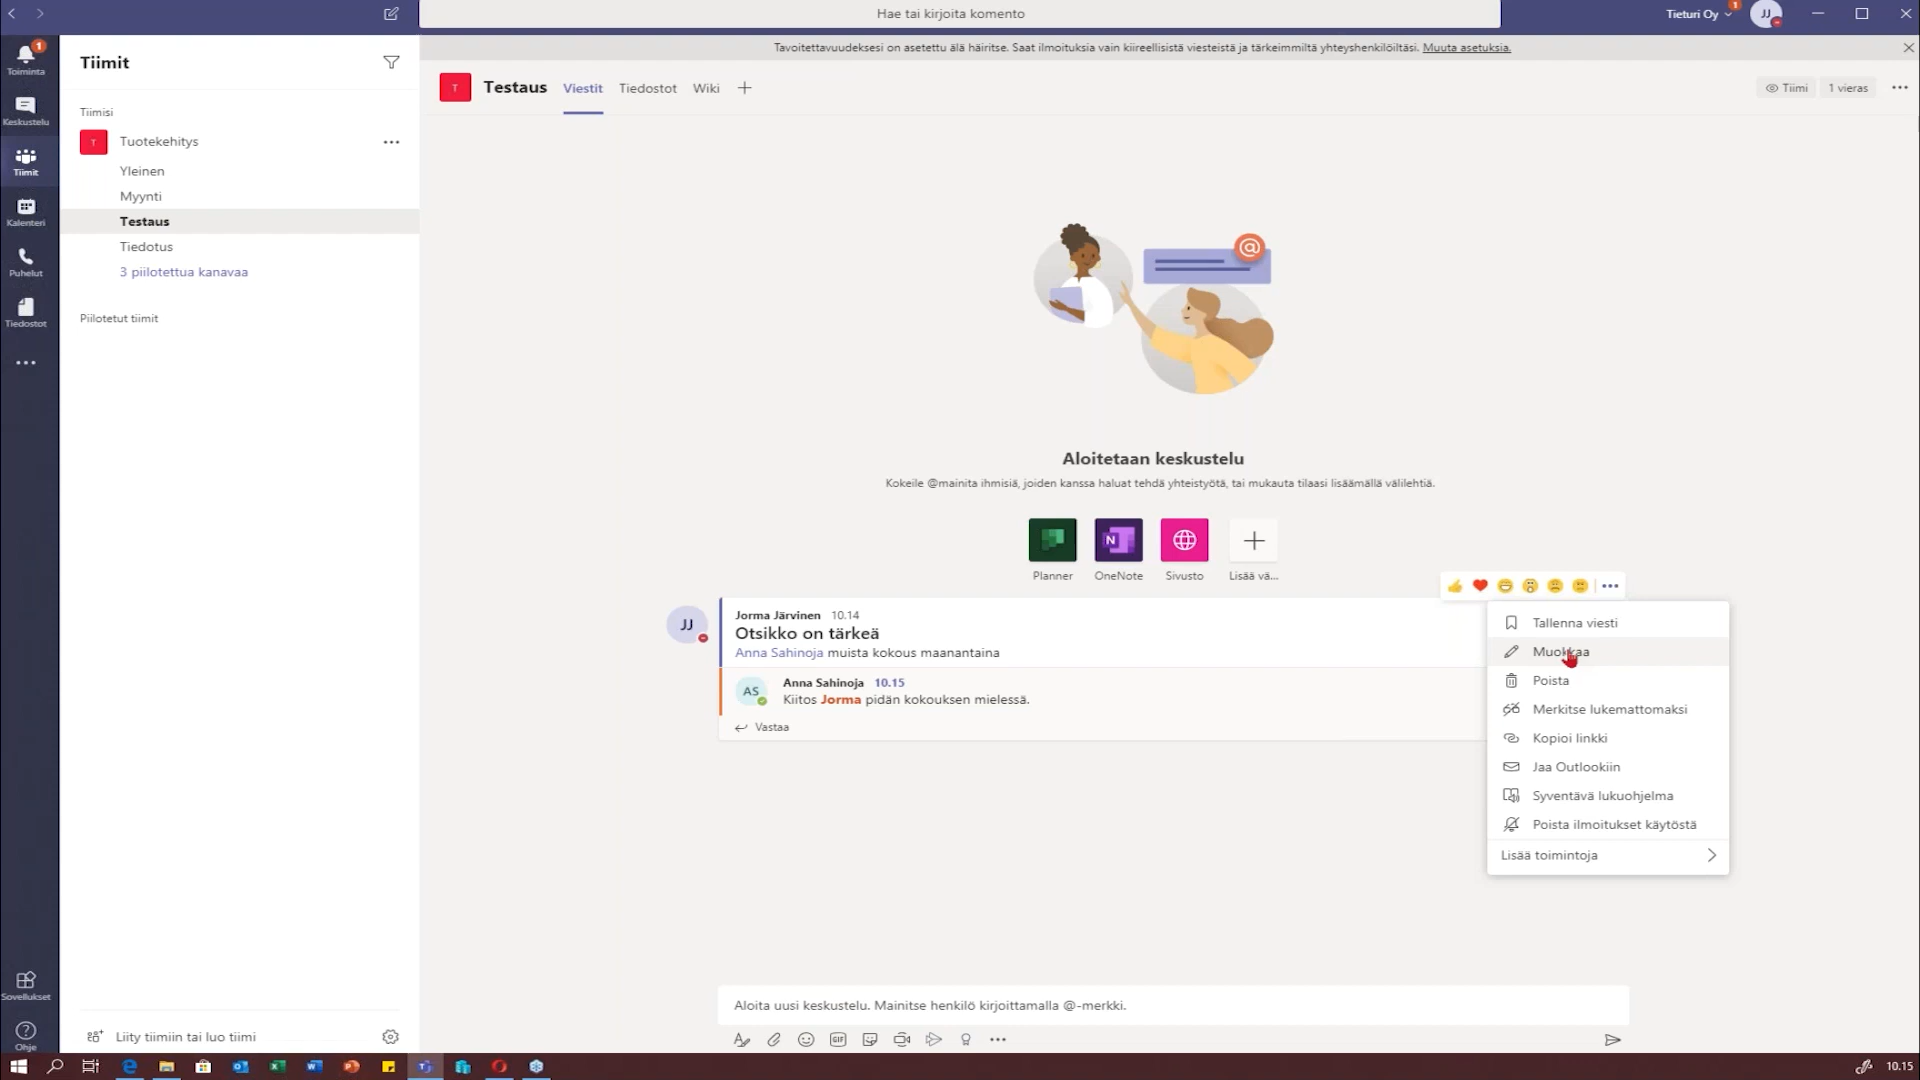 Hae tai kirjoita komento
Tieturi Oy
1
JJ
Tavoitettavuudeksesi on asetettu älä häiritse. Saat ilmoituksia vain kiireellisistä viesteistä ja tärkeimmiltä yhteyshenkilöiltäsi. Muuta asetuksia.
1
Toiminta
Keskustelu
Tiimit
Kalenteri
Puhelut
Tiedostot
Sovellukset
Ohje
Tiimit
Tiimisi
T
Tuotekehitys
Yleinen
Myynti
Testaus
Tiedotus
3 piilotettua kanavaa
Piilotetut tiimit
Liity tiimiin tai luo tiimi
T
Testaus
Viestit
Tiedostot
Wiki
Tiimi
1 vieras
@
Aloitetaan keskustelu
Kokeile @mainita ihmisiä, joiden kanssa haluat tehdä yhteistyötä, tai mukauta tilaasi lisäämällä välilehtiä.
N
Planner
OneNote
Sivusto
Lisää vä...
JJ
Jorma Järvinen 10.14
Otsikko on tärkeä
Anna Sahinoja muista kokous maanantaina
AS
Anna Sahinoja 10.15
Kiitos Jorma pidän kokouksen mielessä.
Vastaa
Tallenna viesti
Muokkaa
Poista
Merkitse lukemattomaksi
Kopioi linkki
Jaa Outlookiin
Syventävä lukuohjelma
Poista ilmoitukset käytöstä
Lisää toimintoja
Aloita uusi keskustelu. Mainitse henkilö kirjoittamalla @-merkki.
GIF
10.15